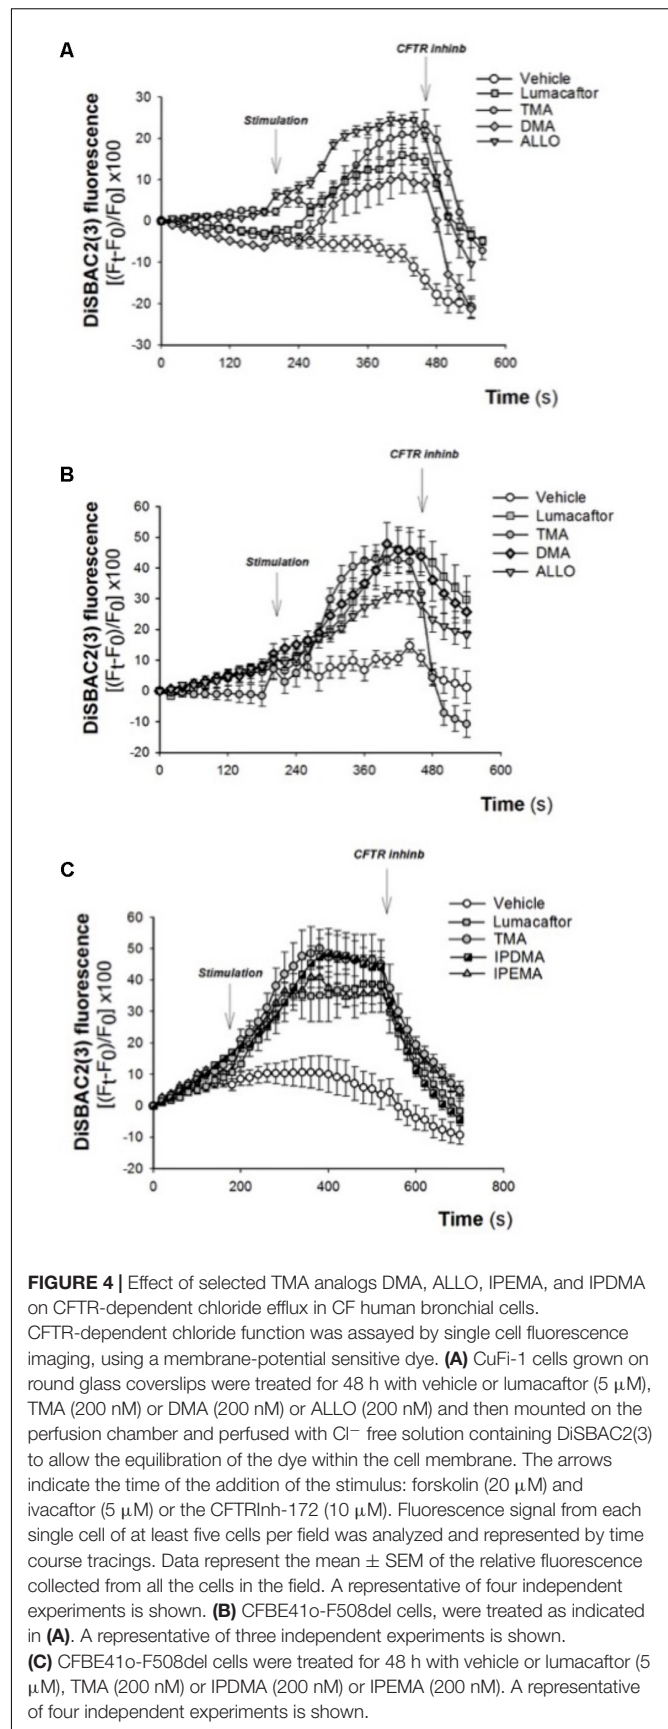 A
CFTR inhinb
Stimulation
Vehicle
Lumacaftor
TMA
DMA
ALLO
DiSBAC2(3) fluorescence
[(Ft-F0)/F0] x100
30
20
10
0
-10
-20
-30
0
120
240
360
480
600
Time (s)
B
CFTR inhinb
Stimulation
Vehicle
Lumacaftor
TMA
DMA
ALLO
DiSBAC2(3) fluorescence
[(Ft-F0)/F0] x100
60
50
40
30
20
10
0
-10
-20
0
120
240
360
480
600
Time (s)
C
CFTR inhinb
Stimulation
Vehicle
Lumacaftor
TMA
IPDMA
IPEMA
DiSBAC2(3) fluorescence
[(Ft-F0)/F0] x100
60
50
40
30
20
10
0
-10
-20
0
200
400
600
800
Time (s)
FIGURE 4 | Effect of selected TMA analogs DMA, ALLO, IPEMA, and IPDMA
on CFTR-dependent chloride efflux in CF human bronchial cells.
CFTR-dependent chloride function was assayed by single cell fluorescence
imaging, using a membrane-potential sensitive dye. (A) CuFi-1 cells grown on
round glass coverslips were treated for 48 h with vehicle or lumacaftor (5 μM),
TMA (200 nM) or DMA (200 nM) or ALLO (200 nM) and then mounted on the
perfusion chamber and perfused with Cl⁻ free solution containing DiSBAC2(3)
to allow the equilibration of the dye within the cell membrane. The arrows
indicate the time of the addition of the stimulus: forskolin (20 μM) and
ivacaftor (5 μM) or the CFTRInh-172 (10 μM). Fluorescence signal from each
single cell of at least five cells per field was analyzed and represented by time
course tracings. Data represent the mean ± SEM of the relative fluorescence
collected from all the cells in the field. A representative of four independent
experiments is shown. (B) CFBE41o-F508del cells, were treated as indicated
in (A). A representative of three independent experiments is shown.
(C) CFBE41o-F508del cells were treated for 48 h with vehicle or lumacaftor (5
μM), TMA (200 nM) or IPDMA (200 nM) or IPEMA (200 nM). A representative
of four independent experiments is shown.